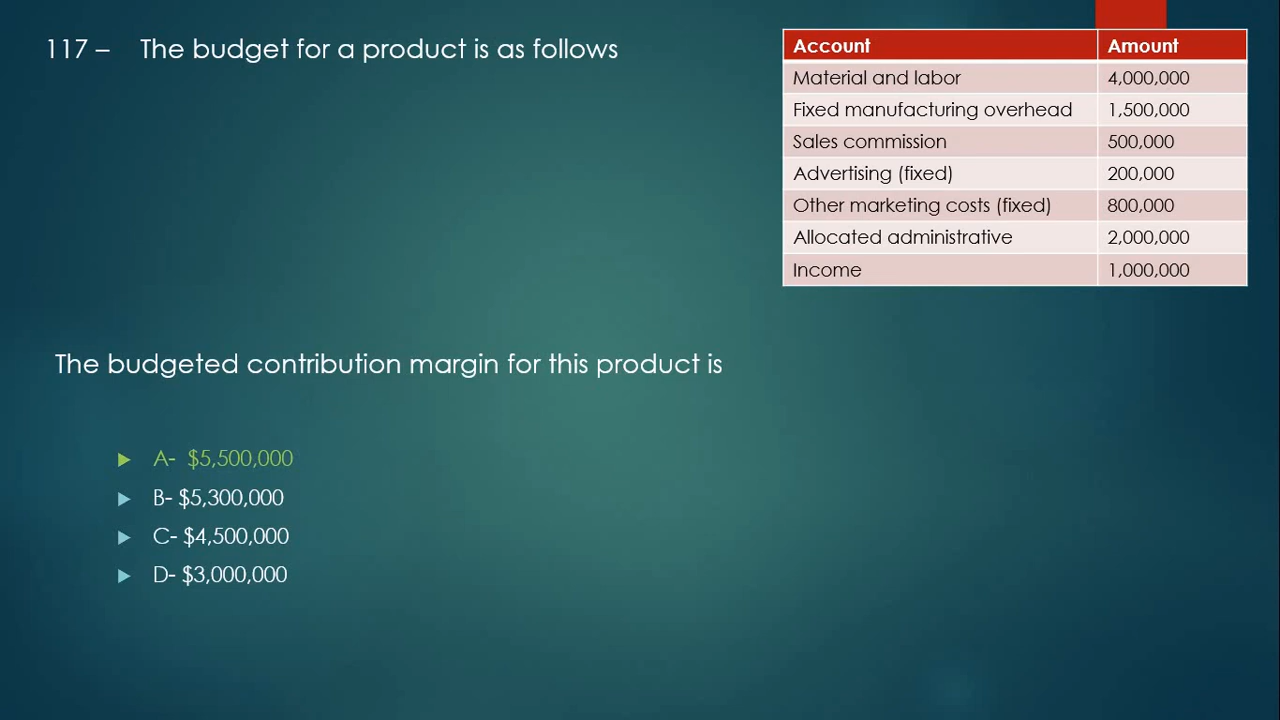 117 – The budget for a product is as follows
Account Amount
Material and labor 4,000,000
Fixed manufacturing overhead 1,500,000
Sales commission 500,000
Advertising (fixed) 200,000
Other marketing costs (fixed) 800,000
Allocated administrative 2,000,000
Income 1,000,000
The budgeted contribution margin for this product is
A- $5,500,000
B- $5,300,000
C- $4,500,000
D- $3,000,000